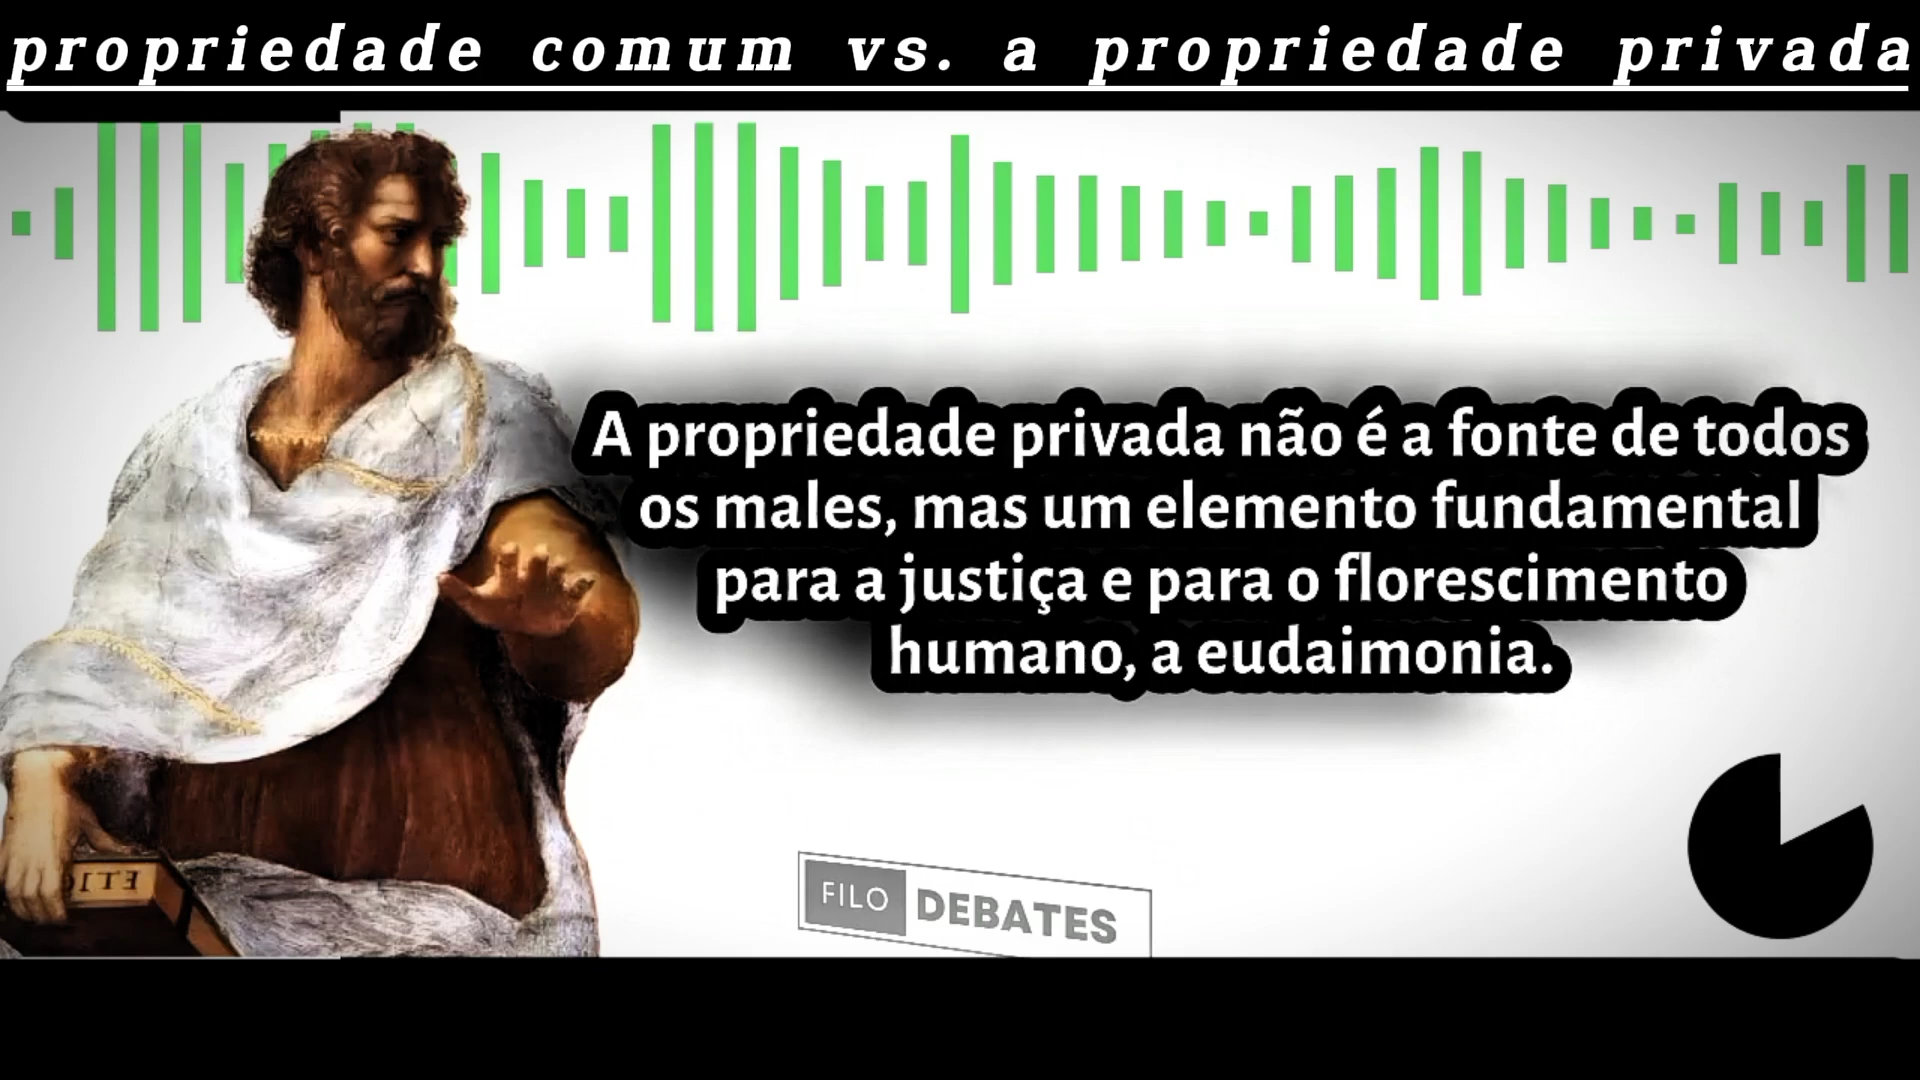 propriedade comum vs. a propriedade privada
A propriedade privada não é a fonte de todos
os males, mas um elemento fundamental
para a justiça e para o florescimento
humano, a eudaimonia.
ETIC
FILO DEBATES